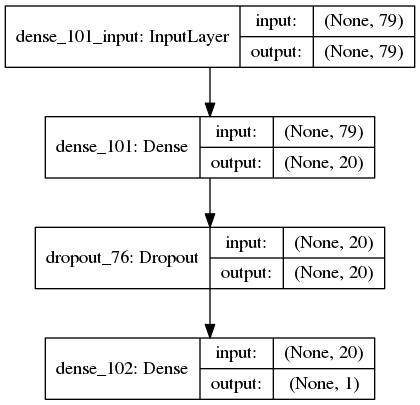 dense_101_input: InputLayer
input: (None, 79)
output: (None, 79)
dense_101: Dense
input: (None, 79)
output: (None, 20)
dropout_76: Dropout
input: (None, 20)
output: (None, 20)
dense_102: Dense
input: (None, 20)
output: (None, 1)